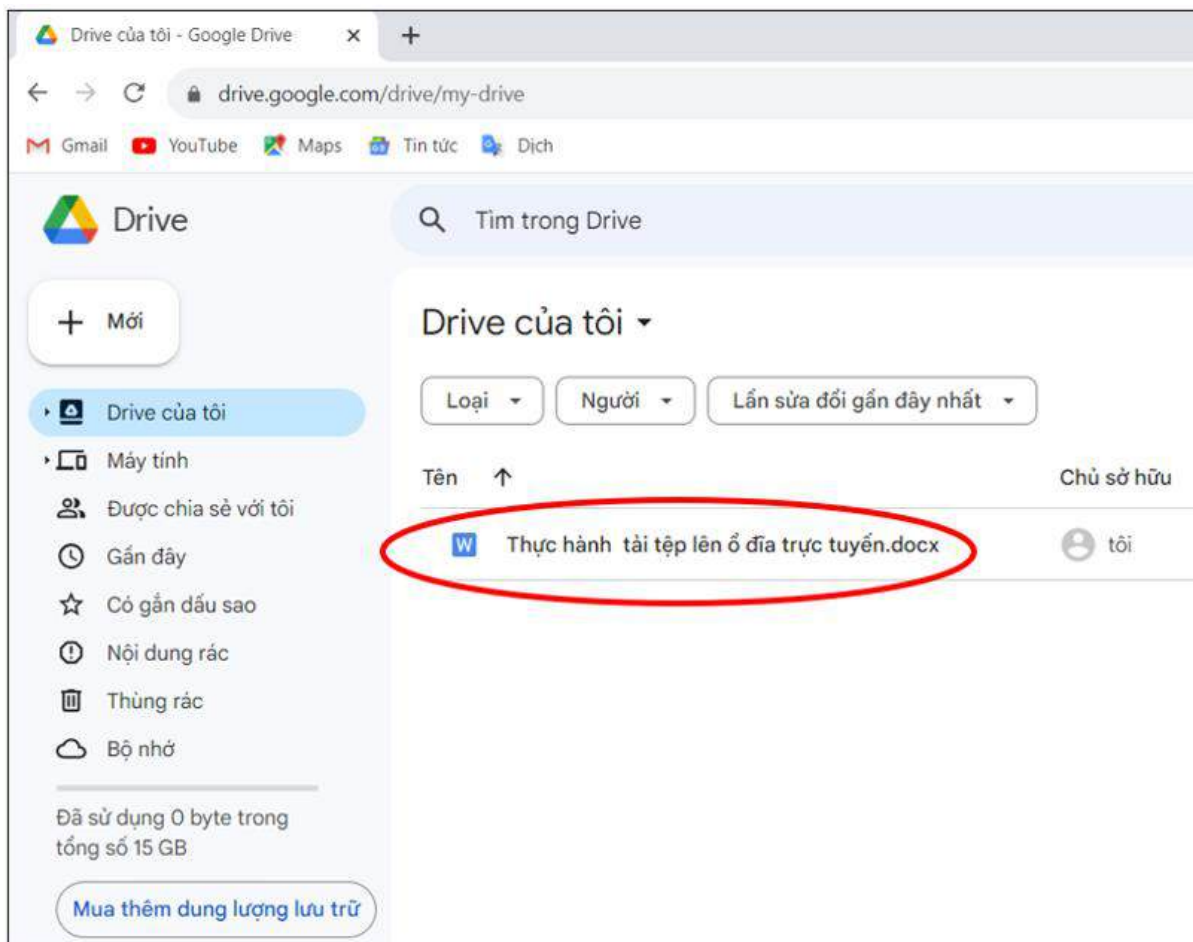 Drive của tôi - Google Drive
drive.google.com/drive/my-drive
Gmail YouTube Maps Tin tức Dịch
Drive
Tìm trong Drive
Mới
Drive của tôi
Máy tính
Được chia sẻ với tôi
Gần đây
Có gắn dấu sao
Nội dung rác
Thùng rác
Bộ nhớ
Đã sử dụng 0 byte trong
tổng số 15 GB
Mua thêm dung lượng lưu trữ
Drive của tôi
Loại Người Lần sửa đổi gần đây nhất
Tên Chủ sở hữu
W Thực hành tải tệp lên ổ đĩa trực tuyến.docx tôi